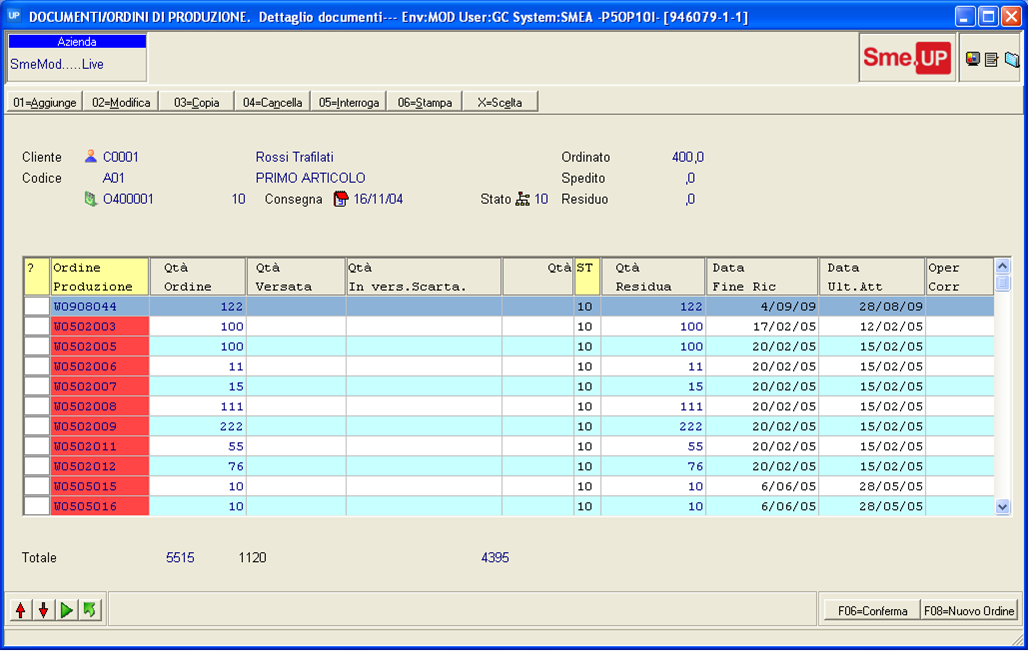 UP DOCUMENTI/ORDINI DI PRODUZIONE. Dettaglio documenti--- Env:MOD User:GC System:SMEA -P5OP10I- [946079-1-1]
Azienda
SmeMod.....Live
Sme.UP
01=Aggiunge 02=Modifica 03=Copia 04=Cancella 05=Interroga 06=Stampa X=Scelta
Cliente C0001 Rossi Trafilati Ordinato 400,0
Codice A01 PRIMO ARTICOLO Spedito ,0
O400001 10 Consegna 16/11/04 Stato 10 Residuo ,0
? Ordine Qtà Qtà Qtà Qtà ST Qtà Data Data Oper
Produzione Ordine Versata In vers.Scarta. Residua Fine Ric Ult.Att Corr
W0908044 122 10 122 4/09/09 28/08/09
W0502003 100 10 100 17/02/05 12/02/05
W0502005 100 10 100 20/02/05 15/02/05
W0502006 11 10 11 20/02/05 15/02/05
W0502007 15 10 15 20/02/05 15/02/05
W0502008 111 10 111 20/02/05 15/02/05
W0502009 222 10 222 20/02/05 15/02/05
W0502011 55 10 55 20/02/05 15/02/05
W0502012 76 10 76 20/02/05 15/02/05
W0505015 10 10 10 6/06/05 28/05/05
W0505016 10 10 10 6/06/05 28/05/05
Totale 5515 1120 4395
F06=Conferma F08=Nuovo Ordine